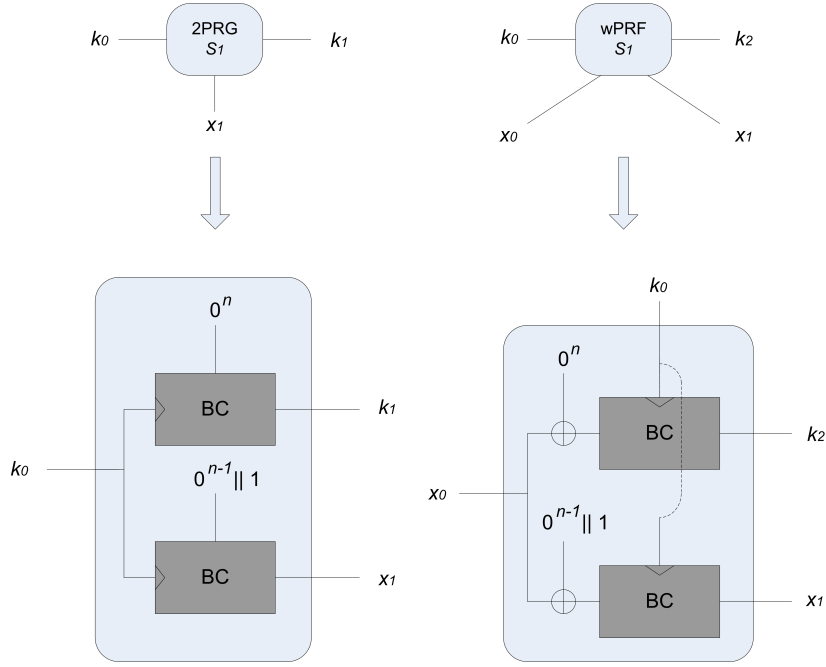 2PRG
S1
k0
k1
x1
wPRF
S1
k0
k2
x0
x1
0^n
BC
k1
k0
0^n-1 || 1
BC
x1
k0
0^n
BC
k2
x0
0^n-1 || 1
BC
x1